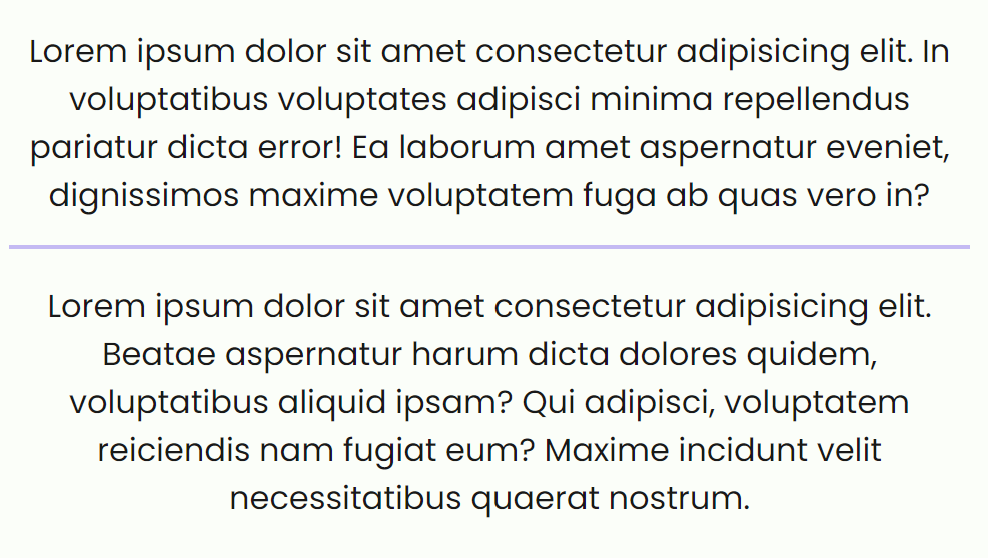 Lorem ipsum dolor sit amet consectetur adipisicing elit. In
voluptatibus voluptates adipisci minima repellendus
pariatur dicta error! Ea laborum amet aspernatur eveniet,
dignissimos maxime voluptatem fuga ab quas vero in?
Lorem ipsum dolor sit amet consectetur adipisicing elit.
Beatae aspernatur harum dicta dolores quidem,
voluptatibus aliquid ipsam? Qui adipisci, voluptatem
reiciendis nam fugiat eum? Maxime incidunt velit
necessitatibus quaerat nostrum.